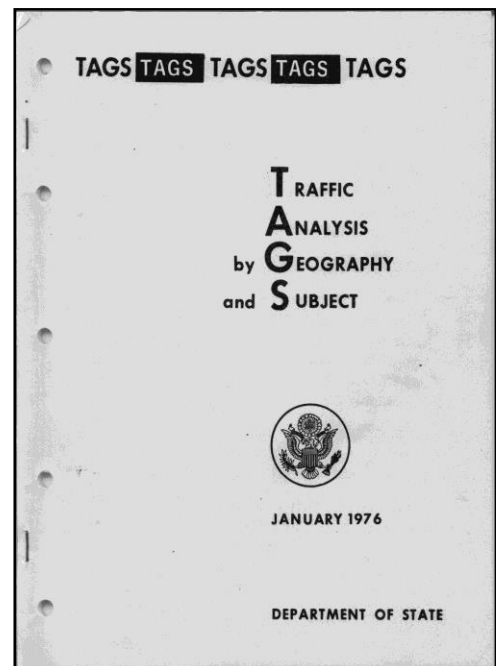 TAGS TAGS TAGS TAGS TAGS
TRAFFIC
ANALYSIS
by GEOGRAPHY
and SUBJECT
JANUARY 1976
DEPARTMENT OF STATE